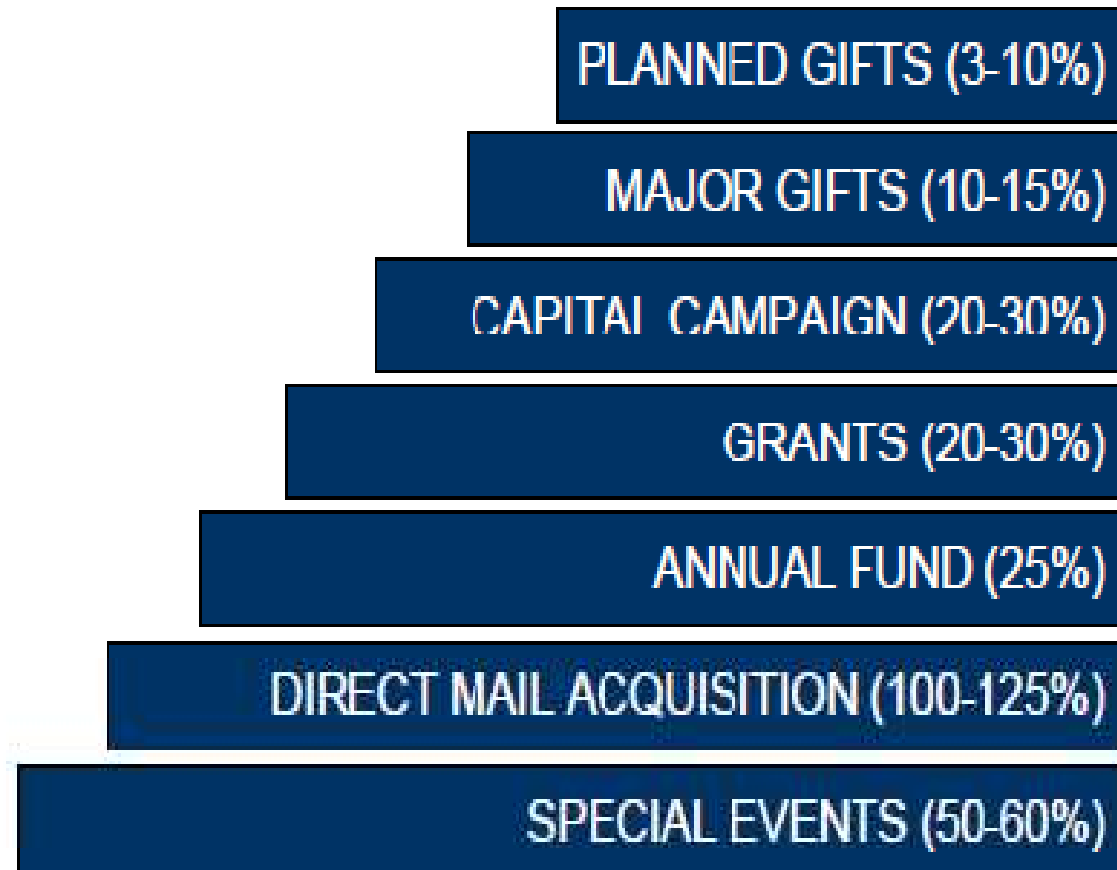 PLANNED GIFTS (3-10%)
MAJOR GIFTS (10-15%)
CAPITAL CAMPAIGN (20-30%)
GRANTS (20-30%)
ANNUAL FUND (25%)
DIRECT MAIL ACQUISITION (100-125%)
SPECIAL EVENTS (50-60%)